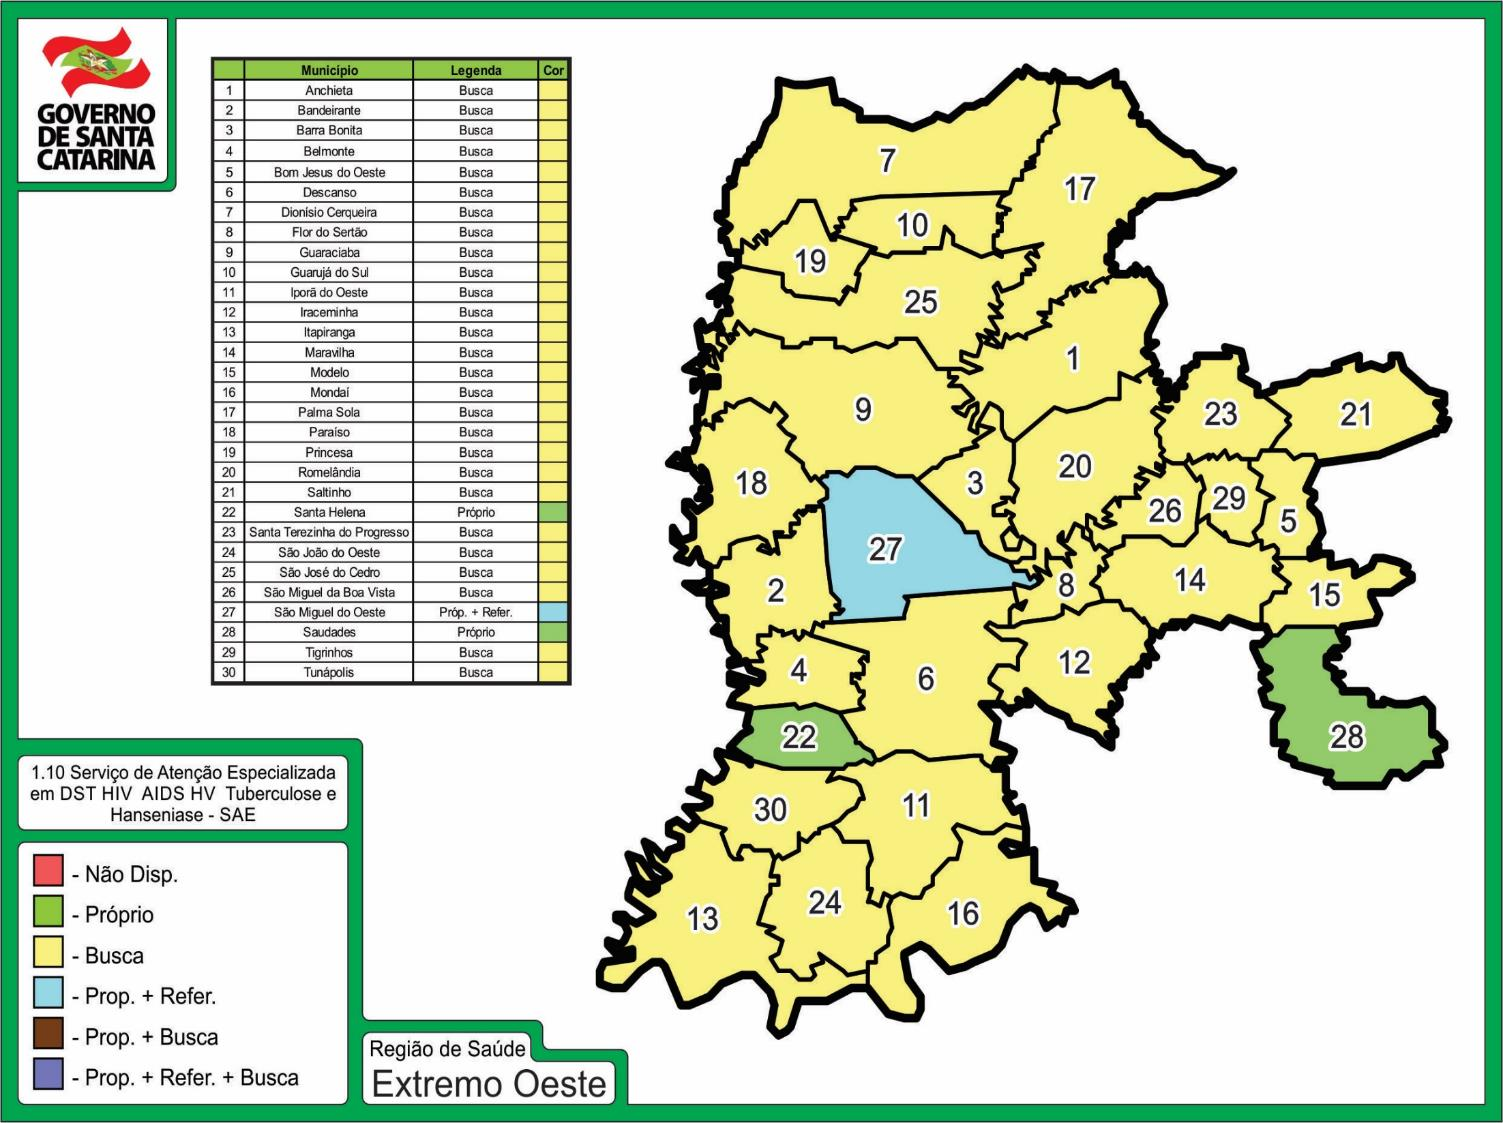 GOVERNO
DE SANTA
CATARINA
Município Legenda Cor
1 Anchieta Busca
2 Bandeirante Busca
3 Barra Bonita Busca
4 Belmonte Busca
5 Bom Jesus do Oeste Busca
6 Descanso Busca
7 Dionísio Cerqueira Busca
8 Flor do Sertão Busca
9 Guaraciaba Busca
10 Guarujá do Sul Busca
11 Iporã do Oeste Busca
12 Iraceminha Busca
13 Itapiranga Busca
14 Maravilha Busca
15 Modelo Busca
16 Mondaí Busca
17 Palma Sola Busca
18 Paraíso Busca
19 Princesa Busca
20 Romelândia Busca
21 Saltinho Busca
22 Santa Helena Próprio
23 Santa Terezinha do Progresso Busca
24 São João do Oeste Busca
25 São José do Cedro Busca
26 São Miguel da Boa Vista Busca
27 São Miguel do Oeste Próp. + Refer.
28 Saudades Próprio
29 Tigrinhos Busca
30 Tunápolis Busca
7
17
10
19
25
1
9
23
21
18
3
20
26
29
5
27
2
8
14
15
4
6
12
22
28
30
11
13
24
16
1.10 Serviço de Atenção Especializada
em DST HIV AIDS HV Tuberculose e
Hanseniase - SAE
- Não Disp.
- Próprio
- Busca
- Prop. + Refer.
- Prop. + Busca
- Prop. + Refer. + Busca
Região de Saúde
Extremo Oeste